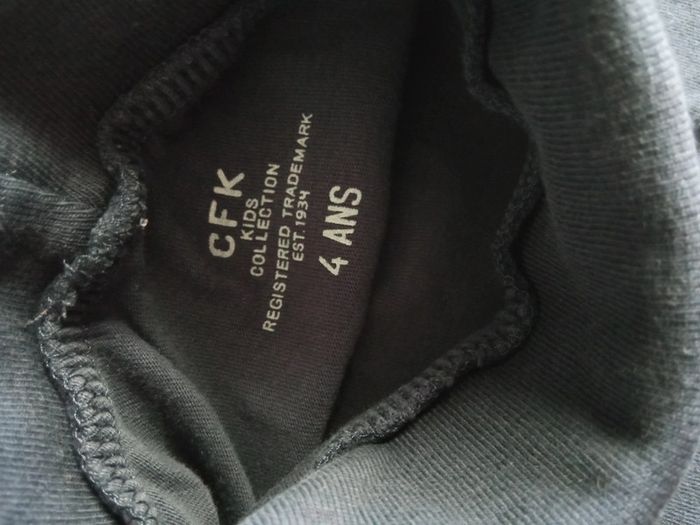 CFK
KIDS
COLLECTION
REGISTERED TRADEMARK
EST.1934
4 ANS